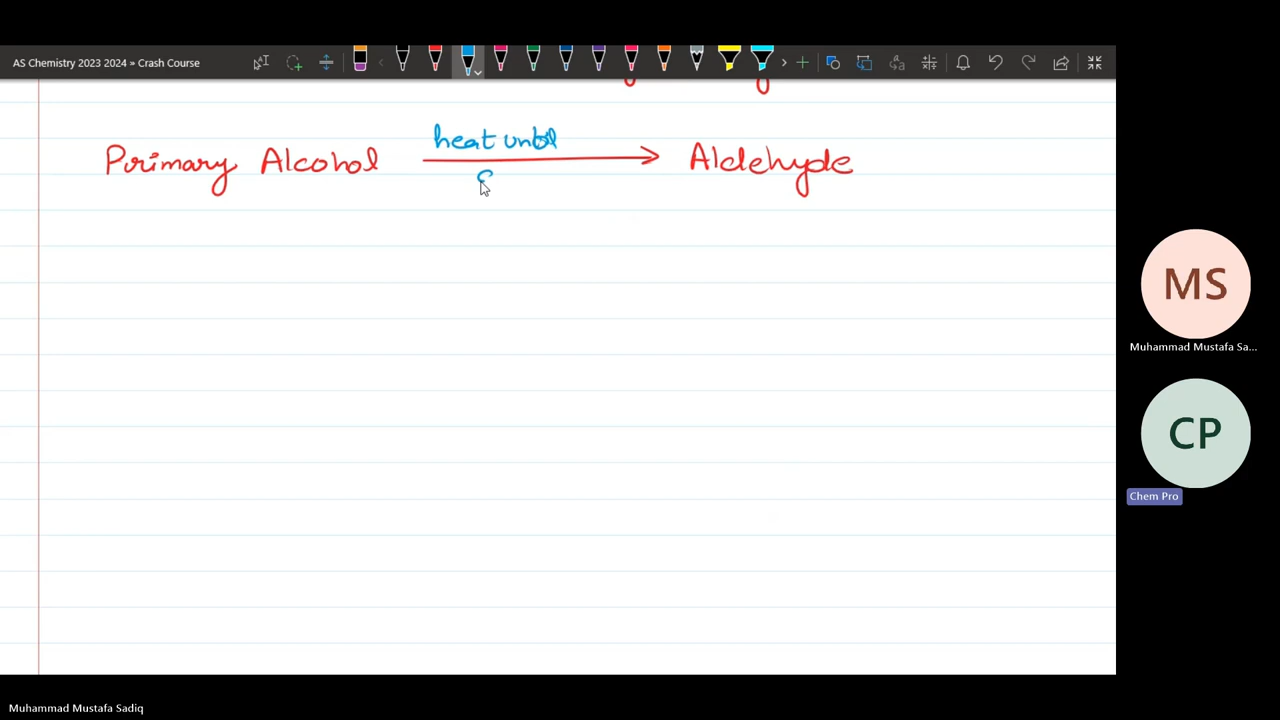 AS Chemistry 2023 2024 » Crash Course
heat until
Primary Alcohol → Aldehyde
MS
Muhammad Mustafa Sa...
CP
Chem Pro
Muhammad Mustafa Sadiq